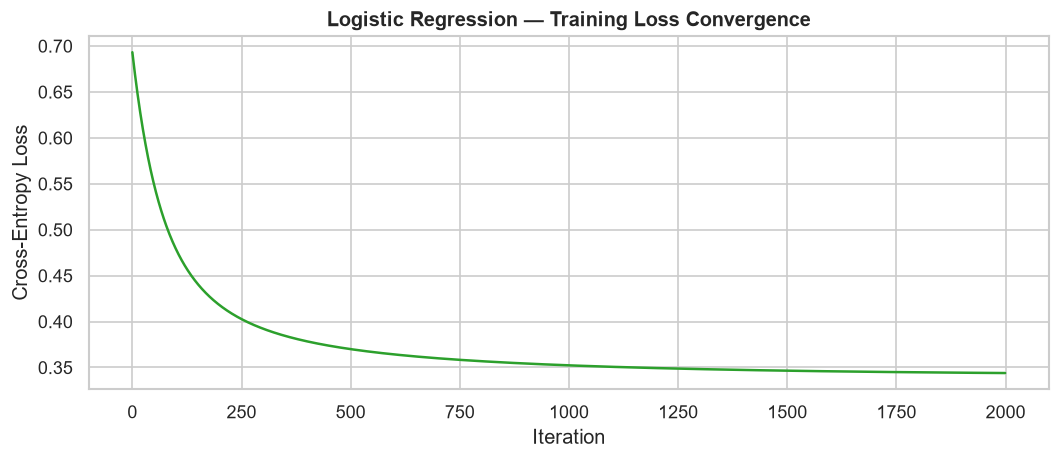 Logistic Regression — Training Loss Convergence
Cross-Entropy Loss
0.70
0.65
0.60
0.55
0.50
0.45
0.40
0.35
0 250 500 750 1000 1250 1500 1750 2000
Iteration